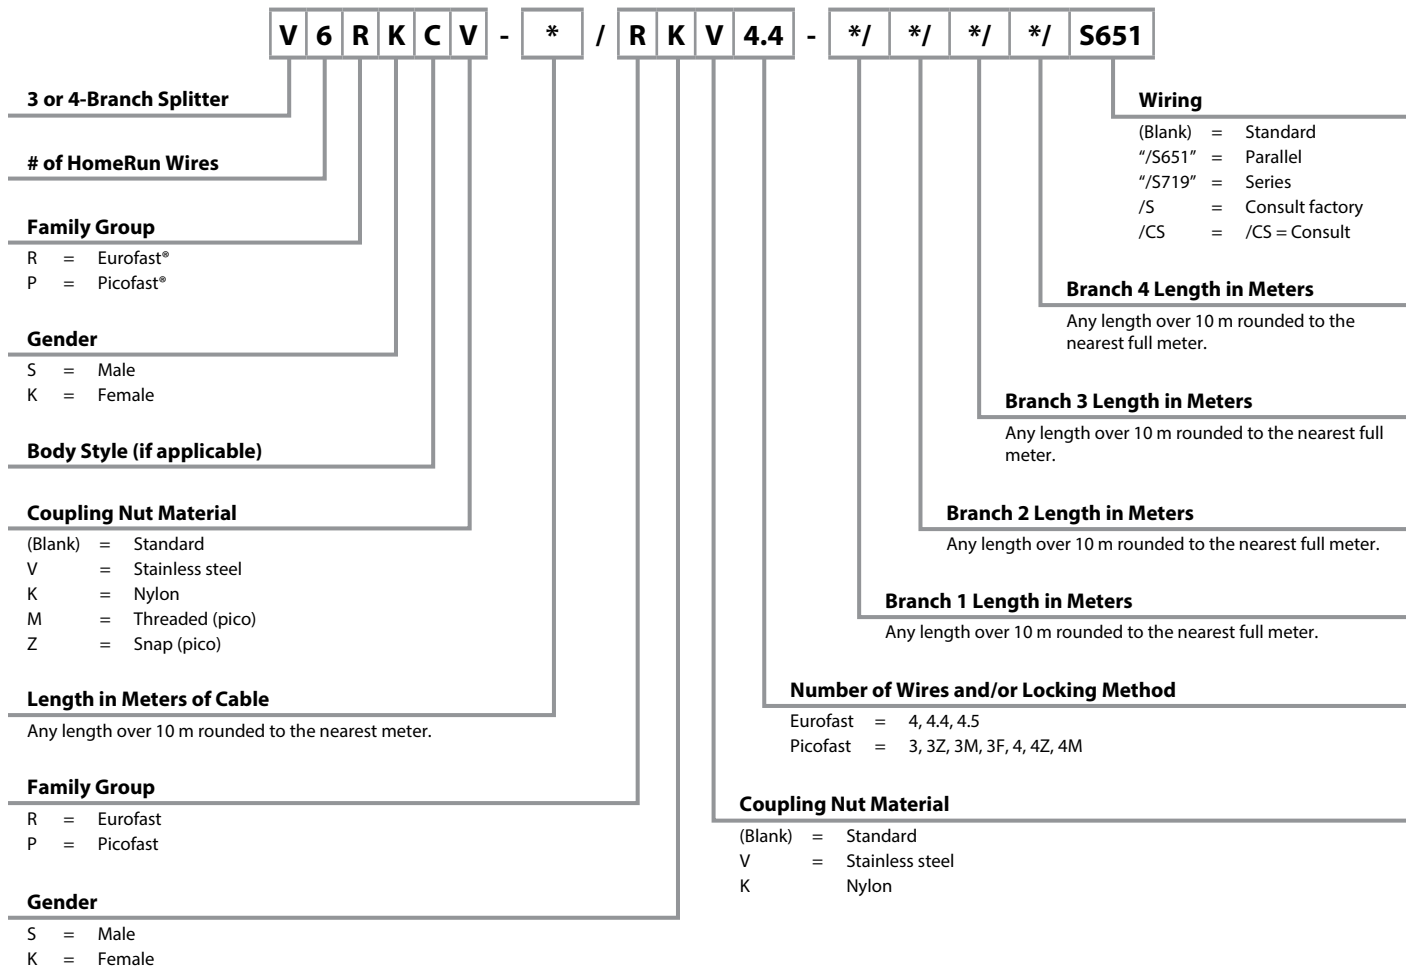 V 6 R K C V - * / R K V 4.4 - */ */ */ */ S651
3 or 4-Branch Splitter
# of HomeRun Wires
Family Group
R = Eurofast®
P = Picofast®
Gender
S = Male
K = Female
Body Style (if applicable)
Coupling Nut Material
(Blank) = Standard
V = Stainless steel
K = Nylon
M = Threaded (pico)
Z = Snap (pico)
Length in Meters of Cable
Any length over 10 m rounded to the nearest meter.
Family Group
R = Eurofast
P = Picofast
Gender
S = Male
K = Female
Wiring
(Blank) = Standard
“/S651” = Parallel
“/S719” = Series
/S = Consult factory
/CS = /CS = Consult
Branch 4 Length in Meters
Any length over 10 m rounded to the
nearest full meter.
Branch 3 Length in Meters
Any length over 10 m rounded to the nearest full
meter.
Branch 2 Length in Meters
Any length over 10 m rounded to the nearest full meter.
Branch 1 Length in Meters
Any length over 10 m rounded to the nearest full meter.
Number of Wires and/or Locking Method
Eurofast = 4, 4.4, 4.5
Picofast = 3, 3Z, 3M, 3F, 4, 4Z, 4M
Coupling Nut Material
(Blank) = Standard
V = Stainless steel
K Nylon